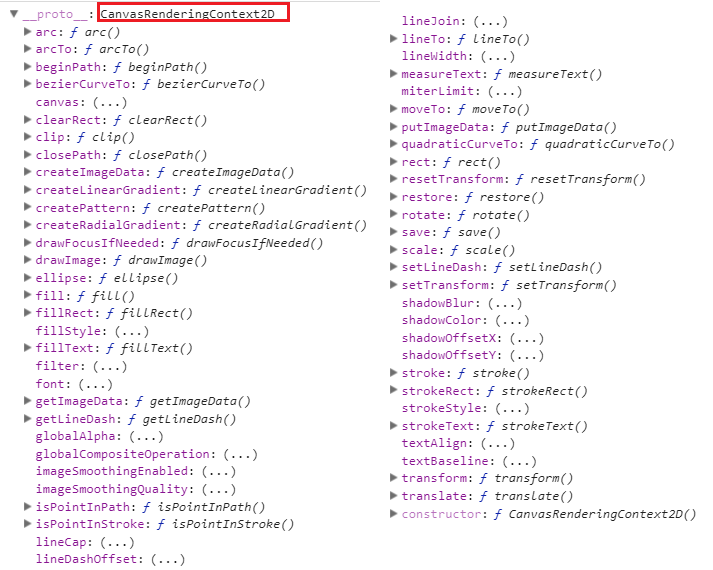 ▼ __proto__: CanvasRenderingContext2D
▶ arc: ƒ arc()
▶ arcTo: ƒ arcTo()
▶ beginPath: ƒ beginPath()
▶ bezierCurveTo: ƒ bezierCurveTo()
canvas: (...)
▶ clearRect: ƒ clearRect()
▶ clip: ƒ clip()
▶ closePath: ƒ closePath()
▶ createImageData: ƒ createImageData()
▶ createLinearGradient: ƒ createLinearGradient()
▶ createPattern: ƒ createPattern()
▶ createRadialGradient: ƒ createRadialGradient()
▶ drawFocusIfNeeded: ƒ drawFocusIfNeeded()
▶ drawImage: ƒ drawImage()
▶ ellipse: ƒ ellipse()
▶ fill: ƒ fill()
▶ fillRect: ƒ fillRect()
fillStyle: (...)
▶ fillText: ƒ fillText()
filter: (...)
font: (...)
▶ getImageData: ƒ getImageData()
▶ getLineDash: ƒ getLineDash()
globalAlpha: (...)
globalCompositeOperation: (...)
imageSmoothingEnabled: (...)
imageSmoothingQuality: (...)
▶ isPointInPath: ƒ isPointInPath()
▶ isPointInStroke: ƒ isPointInStroke()
lineCap: (...)
lineDashOffset: (...)
lineJoin: (...)
▶ lineTo: ƒ lineTo()
lineWidth: (...)
▶ measureText: ƒ measureText()
miterLimit: (...)
▶ moveTo: ƒ moveTo()
▶ putImageData: ƒ putImageData()
▶ quadraticCurveTo: ƒ quadraticCurveTo()
▶ rect: ƒ rect()
▶ resetTransform: ƒ resetTransform()
▶ restore: ƒ restore()
▶ rotate: ƒ rotate()
▶ save: ƒ save()
▶ scale: ƒ scale()
▶ setLineDash: ƒ setLineDash()
▶ setTransform: ƒ setTransform()
shadowBlur: (...)
shadowColor: (...)
shadowOffsetX: (...)
shadowOffsetY: (...)
▶ stroke: ƒ stroke()
▶ strokeRect: ƒ strokeRect()
strokeStyle: (...)
▶ strokeText: ƒ strokeText()
textAlign: (...)
textBaseline: (...)
▶ transform: ƒ transform()
▶ translate: ƒ translate()
▶ constructor: ƒ CanvasRenderingContext2D()